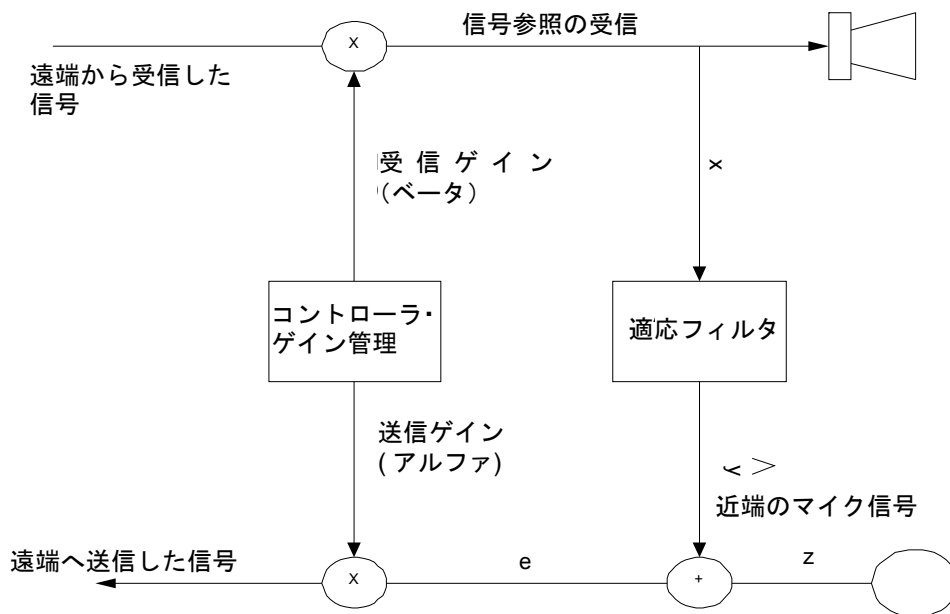 信号参照の受信
X
遠端から受信した
信号
受信ゲイン
（ベータ）
x
コントローラ・
ゲイン管理
適応フィルタ
送信ゲイン
(アルファ)
y
^
近端のマイク信号
遠端へ送信した信号
X
e
+
z